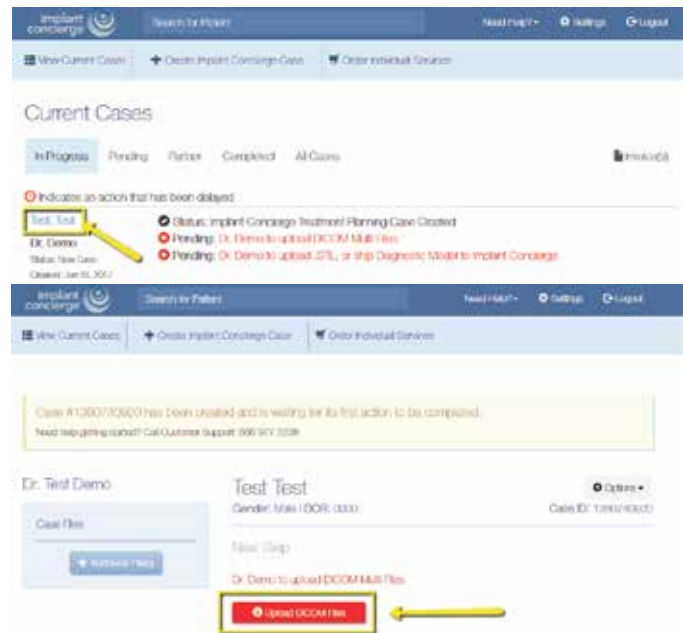 implant concierge
Search for Patient
Need Help?
Settings
Logout
View Current Cases
Create Implant Concierge Case
Order Individual Services
Current Cases
In Progress
Pending
Partner
Completed
All Cases
Invoice(s)
Indicates an action that has been delayed
Test, Test
Status: Implant Concierge Treatment Planning Case Created
Dr. Demo
Pending: Dr. Demo to upload DICOM Multi Files
Status: New Case
Pending: Dr. Demo to upload .STL, or ship Diagnostic Model to Implant Concierge
implant concierge
Search for Patient
Need Help?
Settings
Logout
View Current Cases
Create Implant Concierge Case
Order Individual Services
has been created and is waiting for its first action to be completed.
Need help getting started? Call Customer Support
Dr. Test Demo
Test Test
Options
Gender: Male | DOB:
Case ID:
Case Files
Next Step
Dr. Demo to upload DICOM Multi Files
Upload DICOM Files